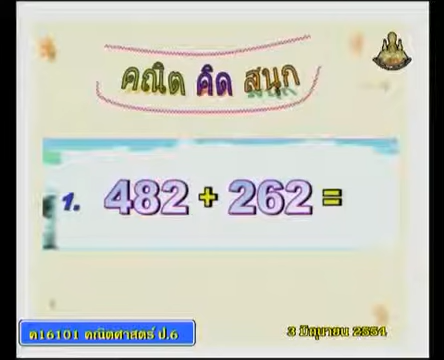 คณิต คิด สนุก
1. 482 + 262 =
ค16101 คณิตศาสตร์ ป.6
3 มิถุนายน 2554